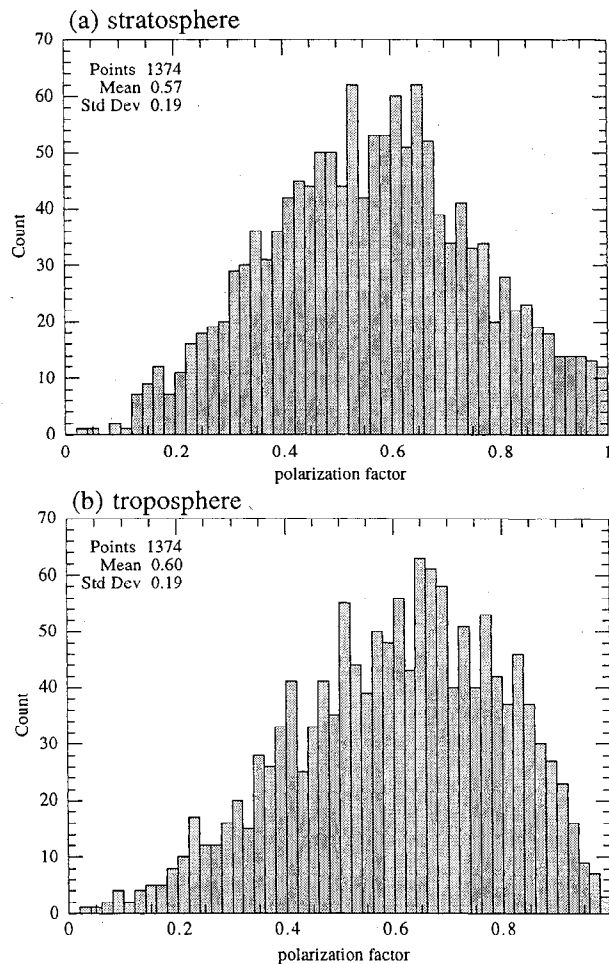 (a) stratosphere
70
Points 1374
Mean 0.57
Std Dev 0.19
60
50
40
Count
30
20
10
0
0 0.2 0.4 0.6 0.8 1
polarization factor
(b) troposphere
70
Points 1374
Mean 0.60
Std Dev 0.19
60
50
40
Count
30
20
10
0
0.2 0.4 0.6 0.8
polarization factor